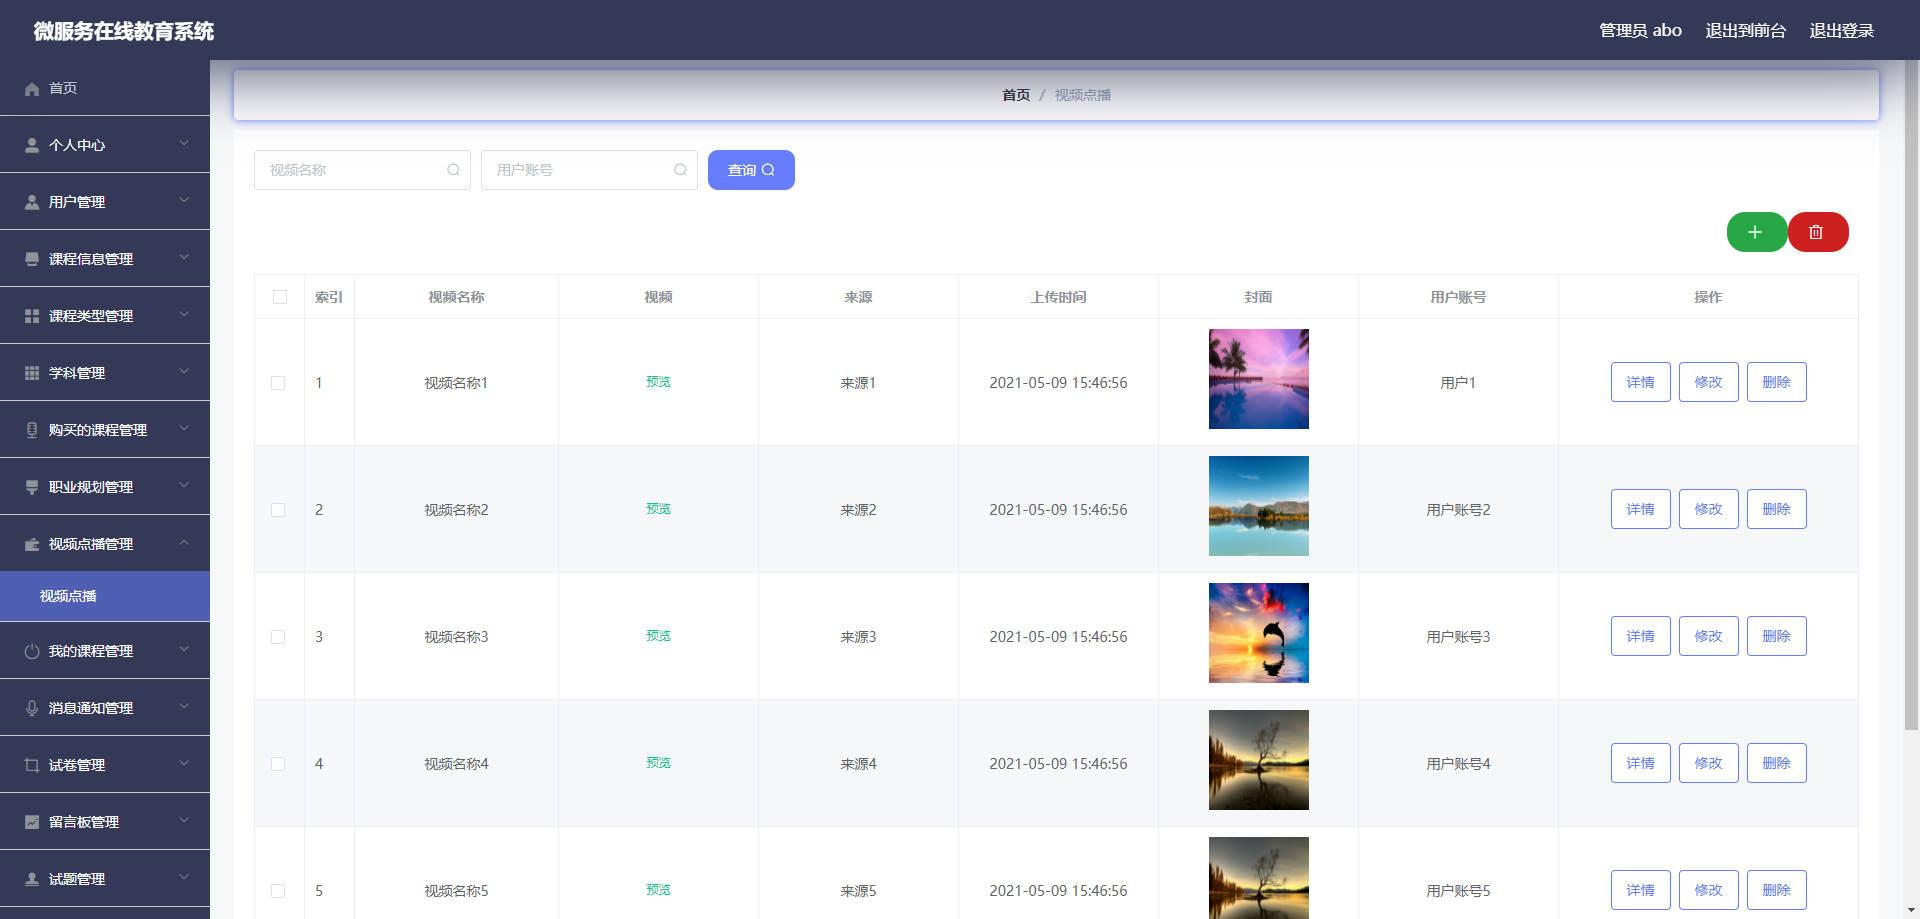 微服务在线教育系统
管理员 abo 退出到前台 退出登录
首页
个人中心
用户管理
课程信息管理
课程类型管理
学科管理
购买的课程管理
职业规划管理
视频点播管理
视频点播
我的课程管理
消息通知管理
试卷管理
留言板管理
试题管理
首页 / 视频点播
视频名称 用户账号 查询
索引 视频名称 视频 来源 上传时间 封面 用户账号 操作
1 视频名称1 预览 来源1 2021-05-09 15:46:56 用户1 详情 修改 删除
2 视频名称2 预览 来源2 2021-05-09 15:46:56 用户账号2 详情 修改 删除
3 视频名称3 预览 来源3 2021-05-09 15:46:56 用户账号3 详情 修改 删除
4 视频名称4 预览 来源4 2021-05-09 15:46:56 用户账号4 详情 修改 删除
5 视频名称5 预览 来源5 2021-05-09 15:46:56 用户账号5 详情 修改 删除